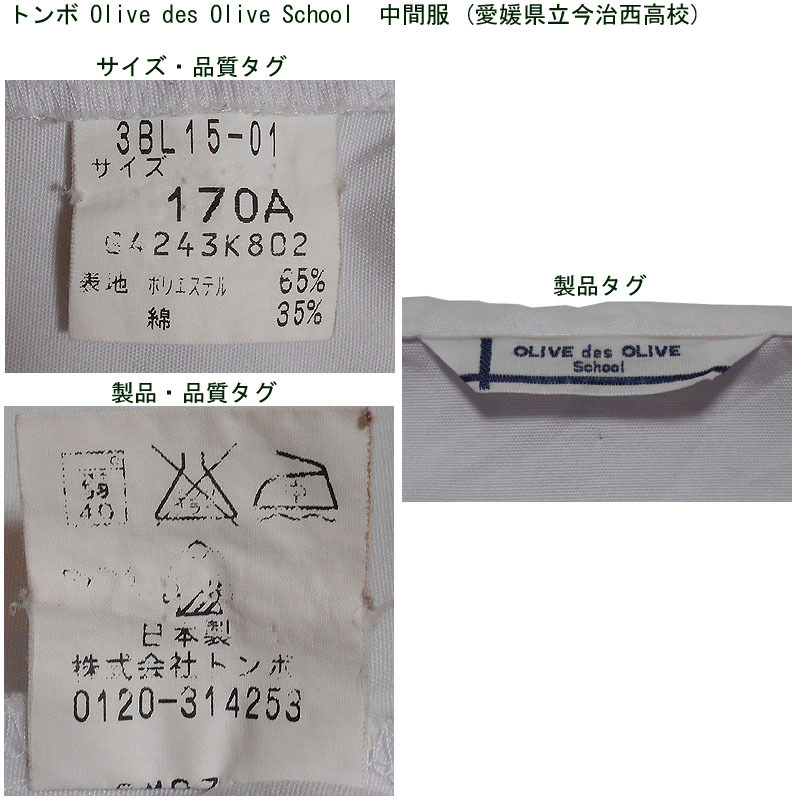 トンボ Olive des Olive School　中間服 (愛媛県立今治西高校)
サイズ・品質タグ
3BL15-01
サイズ
170A
G4243K802
表地 ポリエステル 65%
綿 35%
製品タグ
OLIVE des OLIVE
School
製品・品質タグ
40
中
日本製
株式会社トンボ
0120-314253